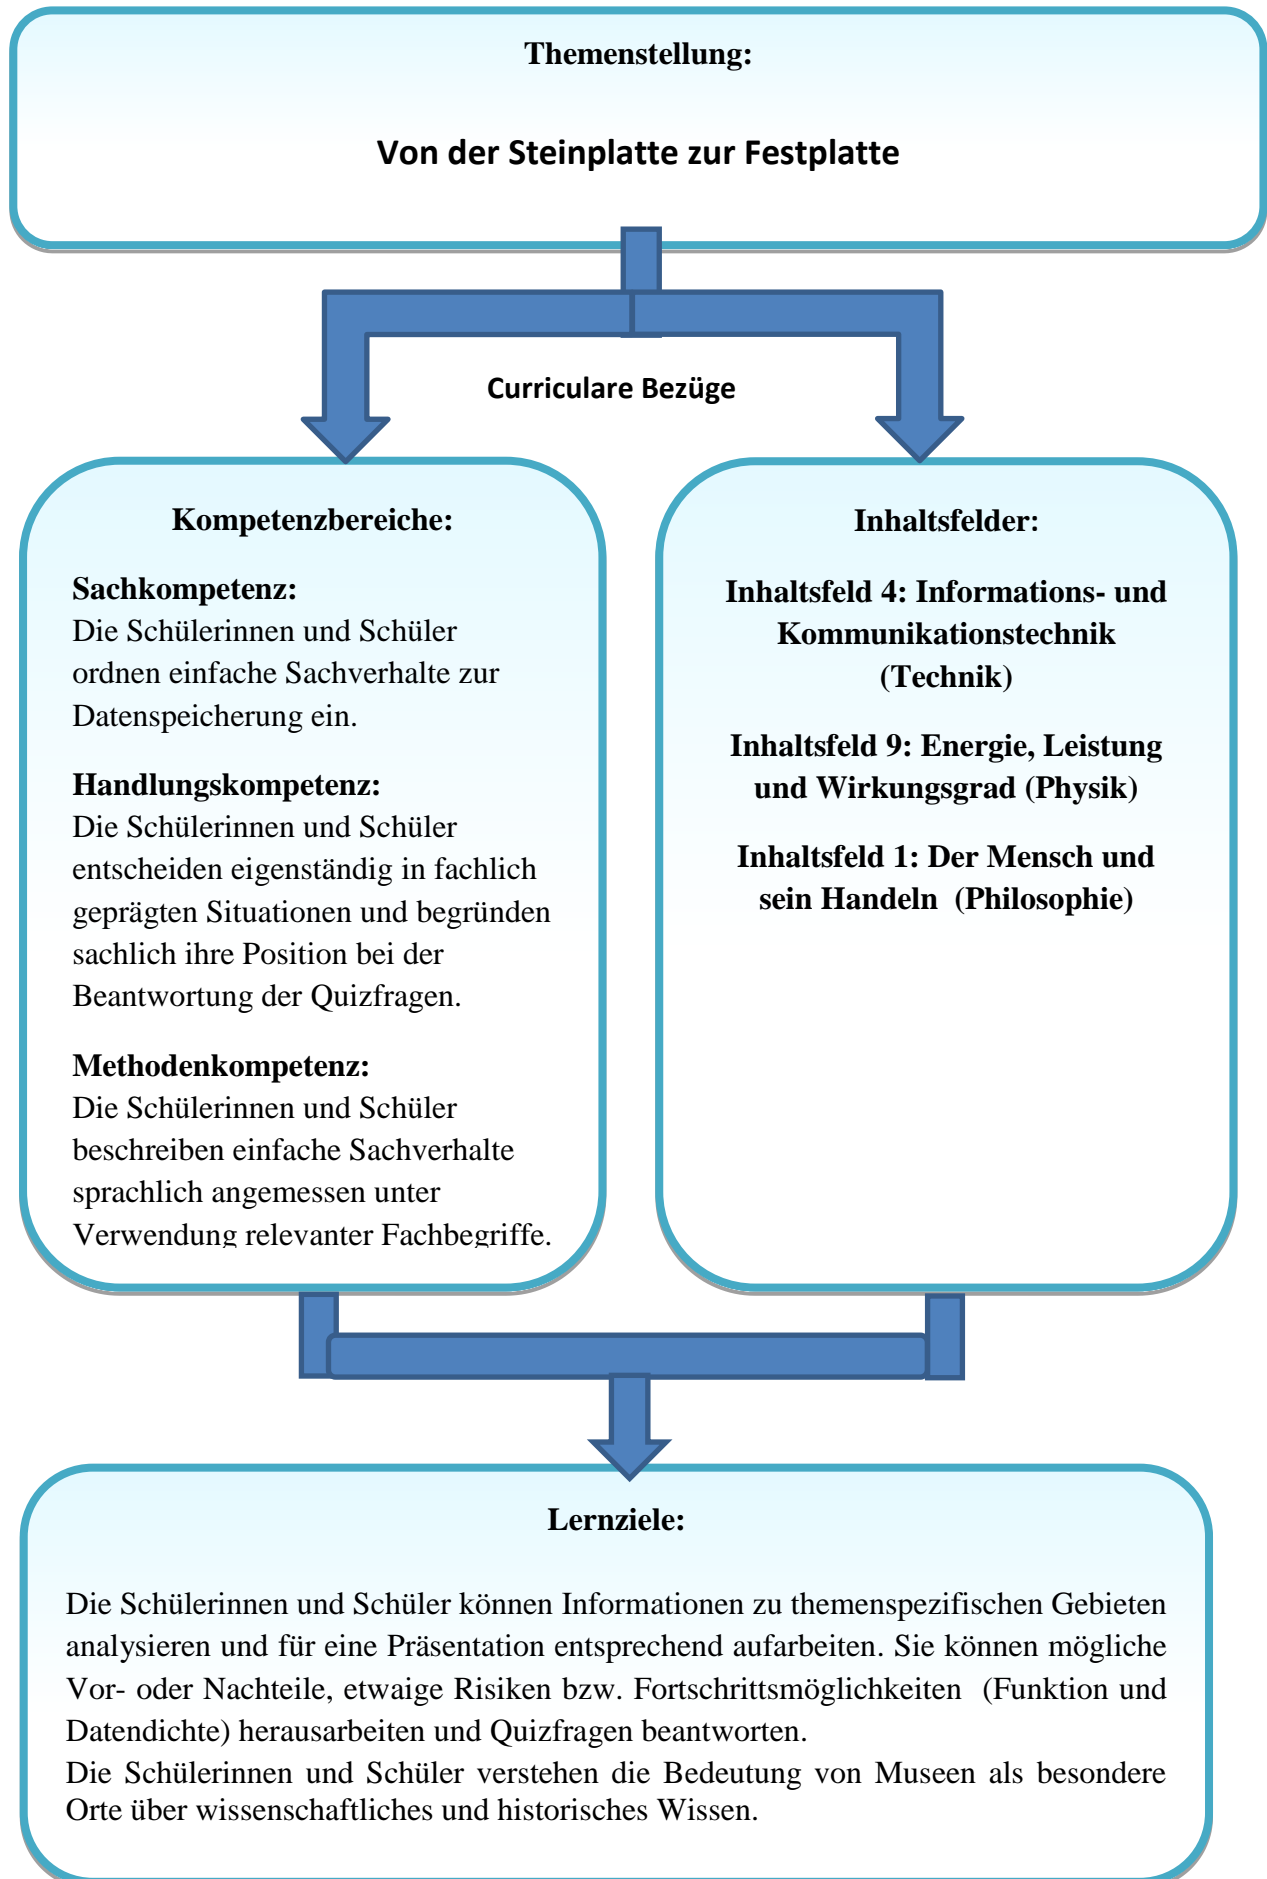 Themenstellung:
Von der Steinplatte zur Festplatte
Curriculare Bezüge
Kompetenzbereiche:
Sachkompetenz:
Die Schülerinnen und Schüler
ordnen einfache Sachverhalte zur
Datenspeicherung ein.
Handlungskompetenz:
Die Schülerinnen und Schüler
entscheiden eigenständig in fachlich
geprägten Situationen und begründen
sachlich ihre Position bei der
Beantwortung der Quizfragen.
Methodenkompetenz:
Die Schülerinnen und Schüler
beschreiben einfache Sachverhalte
sprachlich angemessen unter
Verwendung relevanter Fachbegriffe.
Inhaltsfelder:
Inhaltsfeld 4: Informations- und
Kommunikationstechnik
(Technik)
Inhaltsfeld 9: Energie, Leistung
und Wirkungsgrad (Physik)
Inhaltsfeld 1: Der Mensch und
sein Handeln (Philosophie)
Lernziele:
Die Schülerinnen und Schüler können Informationen zu themenspezifischen Gebieten
analysieren und für eine Präsentation entsprechend aufarbeiten. Sie können mögliche
Vor- oder Nachteile, etwaige Risiken bzw. Fortschrittsmöglichkeiten (Funktion und
Datendichte) herausarbeiten und Quizfragen beantworten.
Die Schülerinnen und Schüler verstehen die Bedeutung von Museen als besondere
Orte über wissenschaftliches und historisches Wissen.